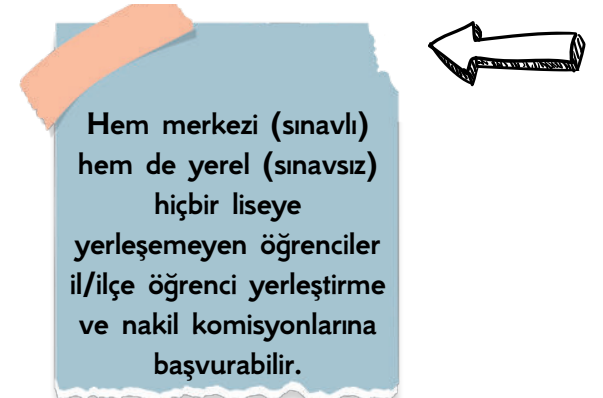 Hem merkezi (sınavlı)
hem de yerel (sınavsız)
hiçbir liseye
yerleşemeyen öğrenciler
il/ilçe öğrenci yerleştirme
ve nakil komisyonlarına
başvurabilir.